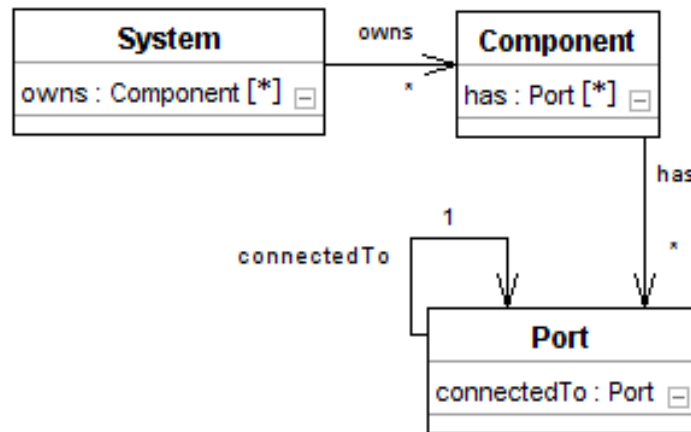 System
owns : Component [*]
owns
*
Component
has : Port [*]
has
*
1
connectedTo
Port
connectedTo : Port